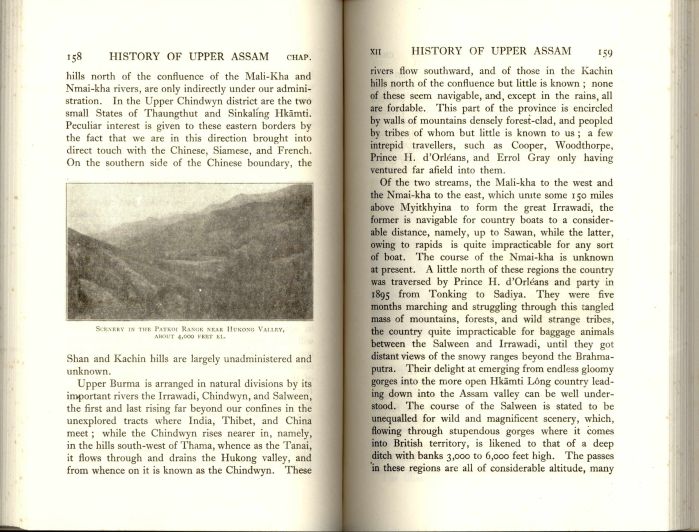 158 HISTORY OF UPPER ASSAM CHAP.
hills north of the confluence of the Mali-Kha and
Nmai-kha rivers, are only indirectly under our admini-
stration. In the Upper Chindwyn district are the two
small States of Thaungthut and Sinkalíng Hkāmti.
Peculiar interest is given to these eastern borders by
the fact that we are in this direction brought into
direct touch with the Chinese, Siamese, and French.
On the southern side of the Chinese boundary, the
SCENERY IN THE PATKOI RANGE NEAR HUKONG VALLEY,
ABOUT 4,000 FEET EL.
Shan and Kachin hills are largely unadministered and
unknown.
Upper Burma is arranged in natural divisions by its
important rivers the Irrawadi, Chindwyn, and Salween,
the first and last rising far beyond our confines in the
unexplored tracts where India, Thibet, and China
meet ; while the Chindwyn rises nearer in, namely,
in the hills south-west of Thama, whence as the Tanai,
it flows through and drains the Hukong valley, and
from whence on it is known as the Chindwyn. These
XII HISTORY OF UPPER ASSAM 159
rivers flow southward, and of those in the Kachin
hills north of the confluence but little is known ; none
of these seem navigable, and, except in the rains, all
are fordable. This part of the province is encircled
by walls of mountains densely forest-clad, and peopled
by tribes of whom but little is known to us ; a few
intrepid travellers, such as Cooper, Woodthorpe,
Prince H. d'Orléans, and Errol Gray only having
ventured far afield into them.
Of the two streams, the Mali-kha to the west and
the Nmai-kha to the east, which unite some 150 miles
above Myitkhyina to form the great Irrawadi, the
former is navigable for country boats to a consider-
able distance, namely, up to Sawan, while the latter,
owing to rapids is quite impracticable for any sort
of boat. The course of the Nmai-kha is unknown
at present. A little north of these regions the country
was traversed by Prince H. d'Orléans and party in
1895 from Tonking to Sadiya. They were five
months marching and struggling through this tangled
mass of mountains, forests, and wild strange tribes,
the country quite impracticable for baggage animals
between the Salween and Irrawadi, until they got
distant views of the snowy ranges beyond the Brahma-
putra. Their delight at emerging from endless gloomy
gorges into the more open Hkāmti Lóng country lead-
ing down into the Assam valley can be well under-
stood. The course of the Salween is stated to be
unequalled for wild and magnificent scenery, which,
flowing through stupendous gorges where it comes
into British territory, is likened to that of a deep
ditch with banks 3,000 to 6,000 feet high. The passes
in these regions are all of considerable altitude, many